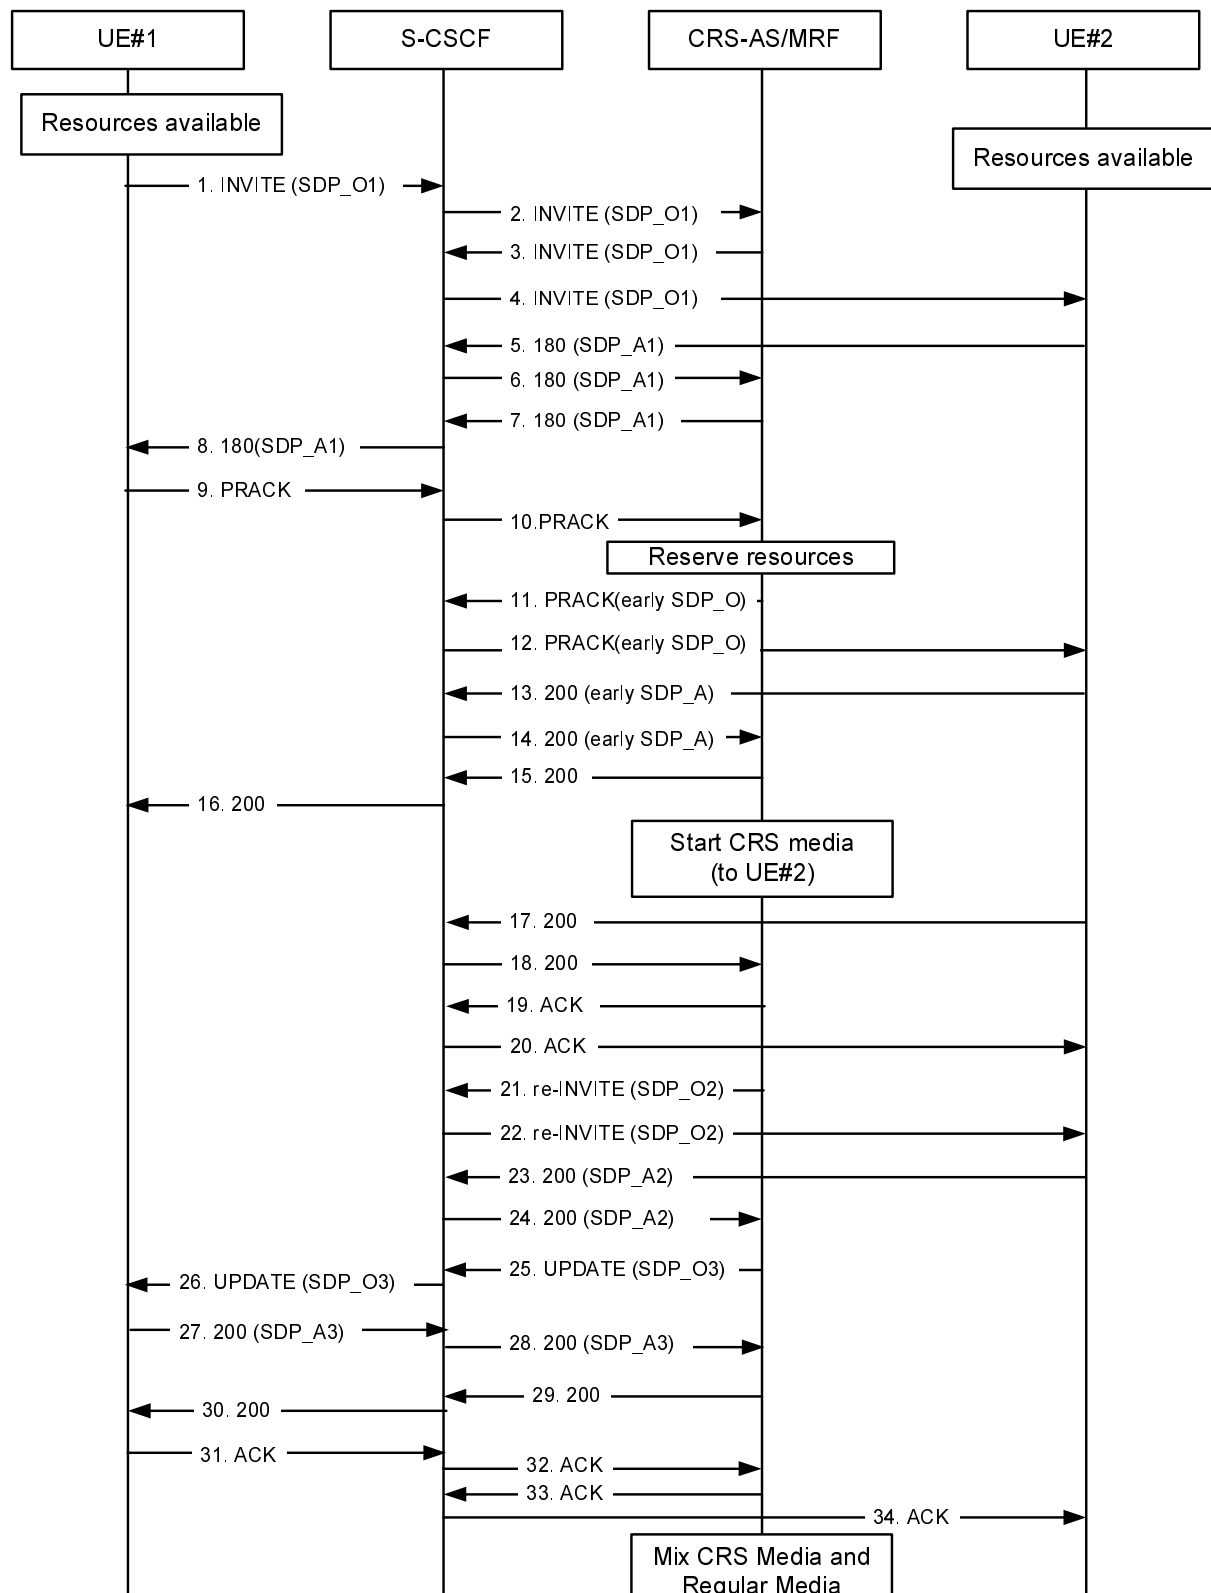 UE#1
S-CSCF
CRS-AS/MRF
UE#2
Resources available
Resources available
1. INVITE (SDP_O1)
2. INVITE (SDP_O1)
3. INVITE (SDP_O1)
4. INVITE (SDP_O1)
5. 180 (SDP_A1)
6. 180 (SDP_A1)
7. 180 (SDP_A1)
8. 180(SDP_A1)
9. PRACK
10.PRACK
Reserve resources
11. PRACK(early SDP_O)
12. PRACK(early SDP_O)
13. 200 (early SDP_A)
14. 200 (early SDP_A)
15. 200
16. 200
Start CRS media
(to UE#2)
17. 200
18. 200
19. ACK
20. ACK
21. re-INVITE (SDP_O2)
22. re-INVITE (SDP_O2)
23. 200 (SDP_A2)
24. 200 (SDP_A2)
25. UPDATE (SDP_O3)
26. UPDATE (SDP_O3)
27. 200 (SDP_A3)
28. 200 (SDP_A3)
29. 200
30. 200
31. ACK
32. ACK
33. ACK
34. ACK
Mix CRS Media and
Regular Media